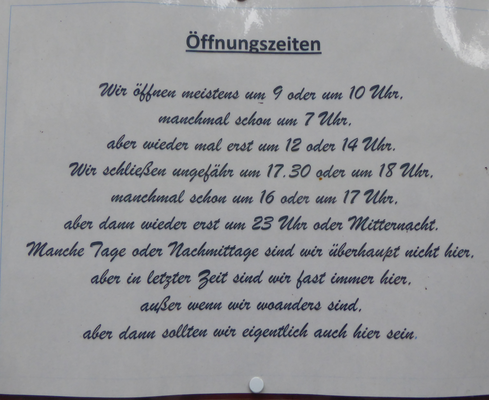 Öffnungszeiten
Wir öffnen meistens um 9 oder um 10 Uhr,
manchmal schon um 7 Uhr,
aber wieder mal erst um 12 oder 14 Uhr.
Wir schließen ungefähr um 17.30 oder um 18 Uhr,
manchmal schon um 16 oder um 17 Uhr,
aber dann wieder erst um 23 Uhr oder Mitternacht.
Manche Tage oder Nachmittage sind wir überhaupt nicht hier,
aber in letzter Zeit sind wir fast immer hier,
außer wenn wir woanders sind,
aber dann sollten wir eigentlich auch hier sein.